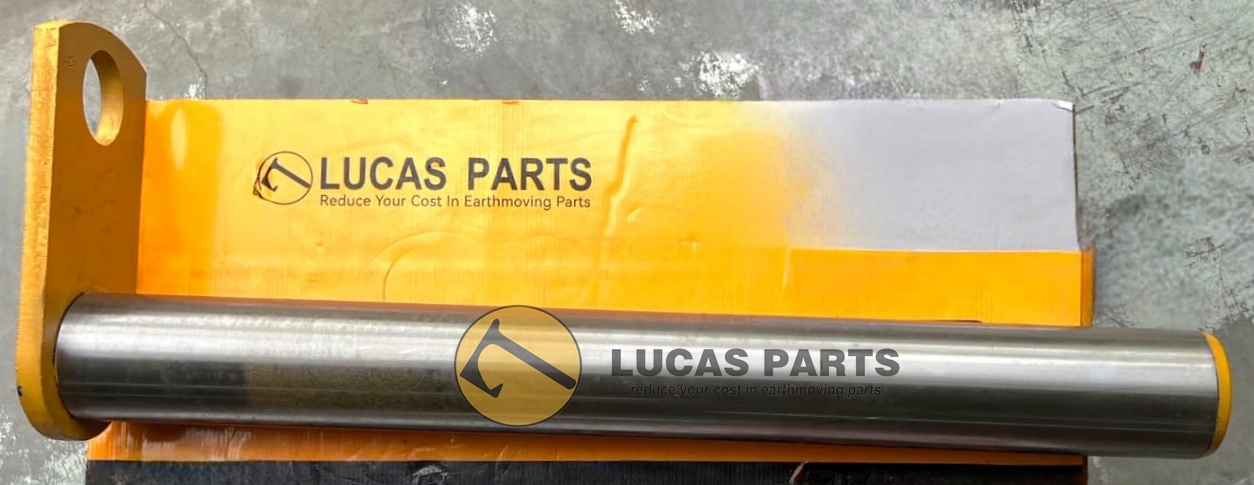 LUCAS PARTS
Reduce Your Cost In Earthmoving Parts
LUCAS PARTS
reduce your cost in earthmoving parts